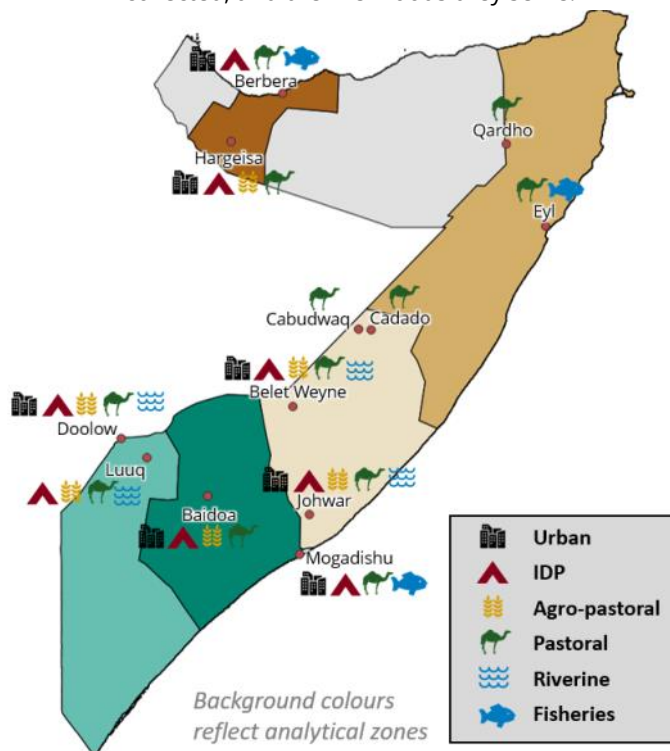 Berbera
Hargeisa
Qardho
Eyl
Cabudwaq
Cadado
Belet Weyne
Doolow
Luuq
Baidoa
Johwar
Mogadishu
Urban
IDP
Agro-pastoral
Pastoral
Riverine
Fisheries
Background colours
reflect analytical zones